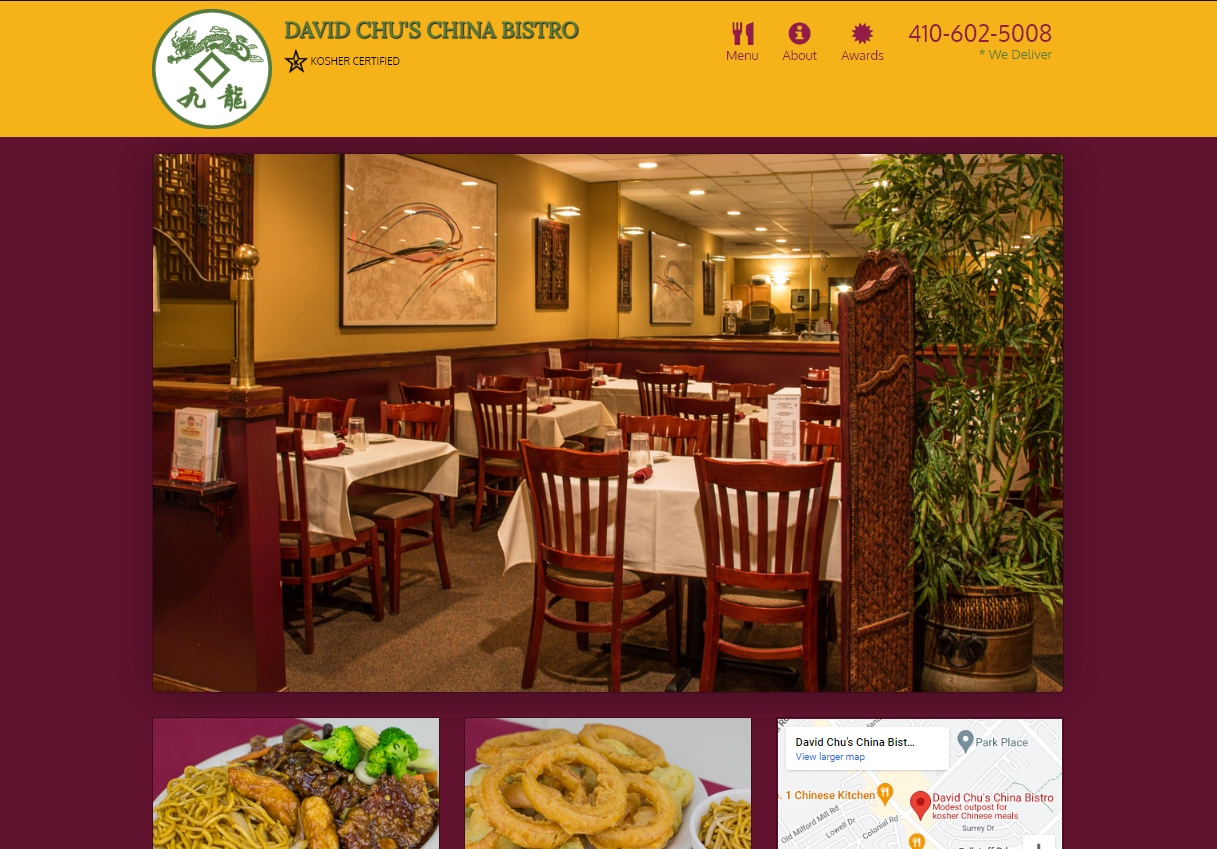 九龍
DAVID CHU'S CHINA BISTRO
KOSHER CERTIFIED
Menu
About
Awards
410-602-5008
* We Deliver
David Chu's China Bist...
View larger map
Park Place
. 1 Chinese Kitchen
David Chu's China Bistro
Modest outpost for
kosher Chinese meals
Old Milford Mill Rd
Lowell Dr
Colonial Rd
Surrey Dr